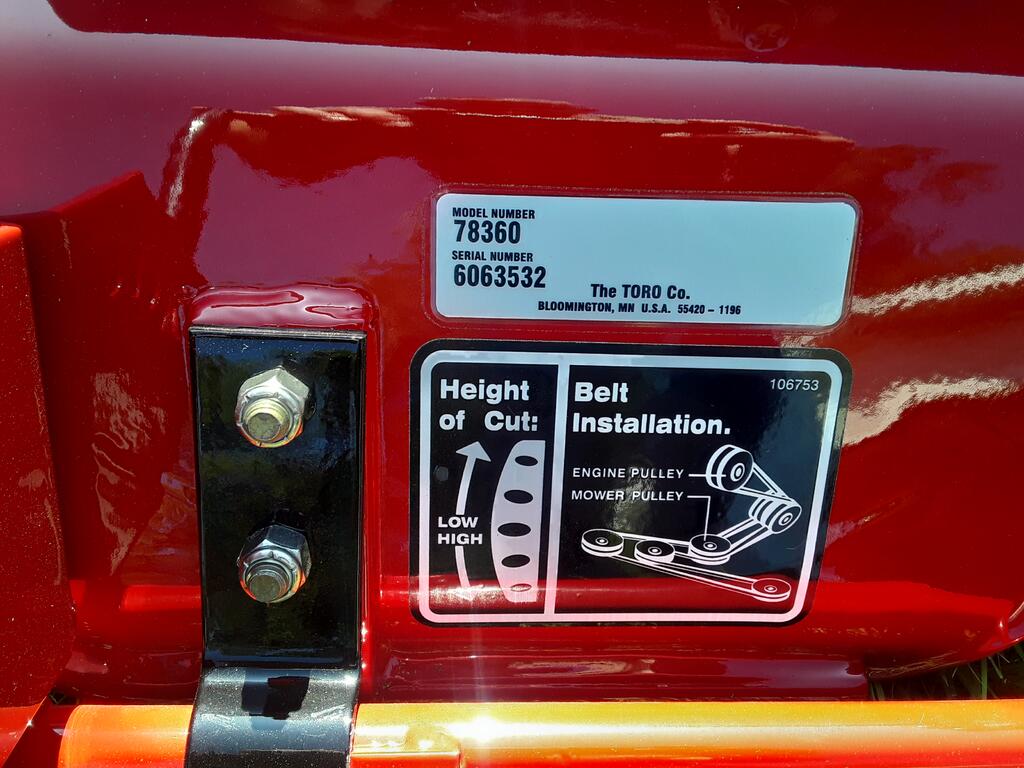 MODEL NUMBER
78360
SERIAL NUMBER
6063532
The TORO Co.
BLOOMINGTON, MN U.S.A. 55420 - 1196
Height
of Cut:
LOW
HIGH
Belt
Installation.
106753
ENGINE PULLEY
MOWER PULLEY